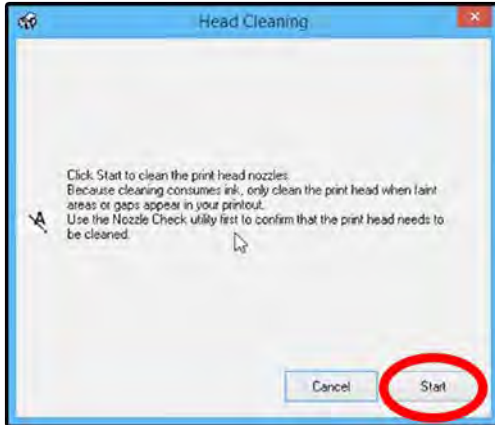 Head Cleaning
Click Start to clean the print head nozzles.
Because cleaning consumes ink, only clean the print head when faint
areas or gaps appear in your printout.
Use the Nozzle Check utility first to confirm that the print head needs to
be cleaned.
Cancel
Start